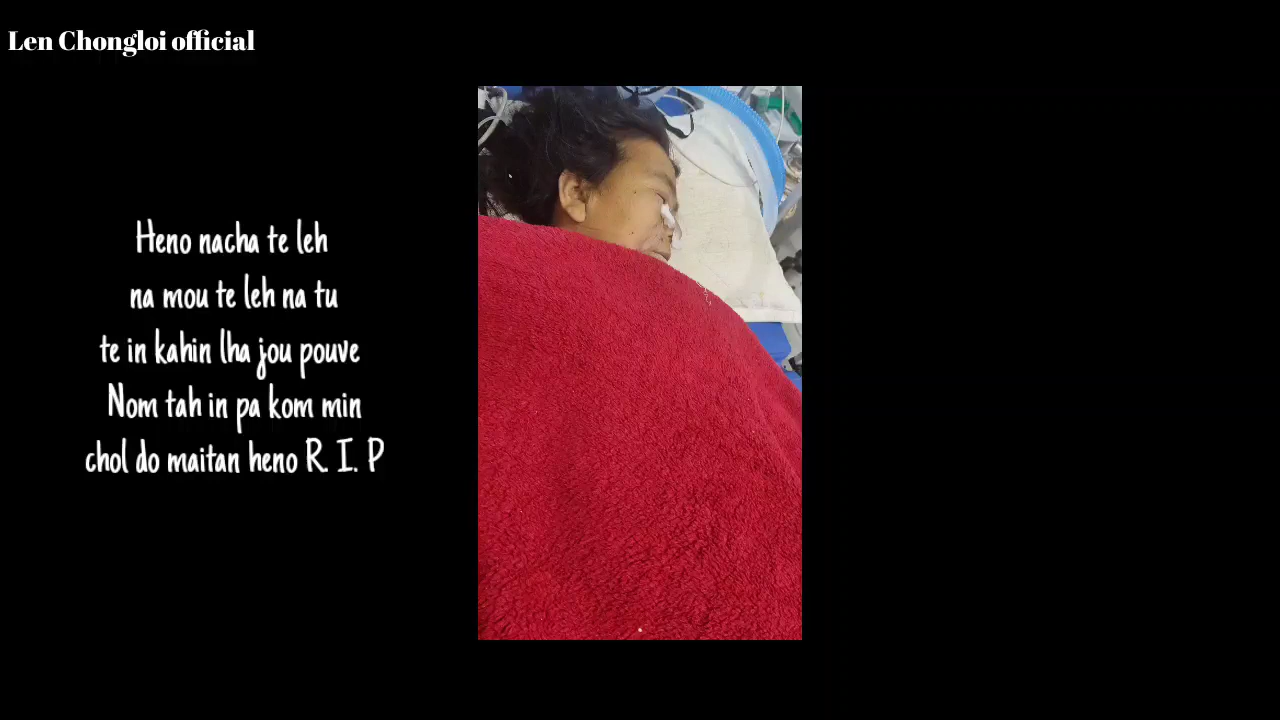 Len Chongloi official
Heno nacha te leh
na mou te leh na tu
te in kahin lha jou pouve
Nom tah in pa kom min
chol do maitan heno R. I. P